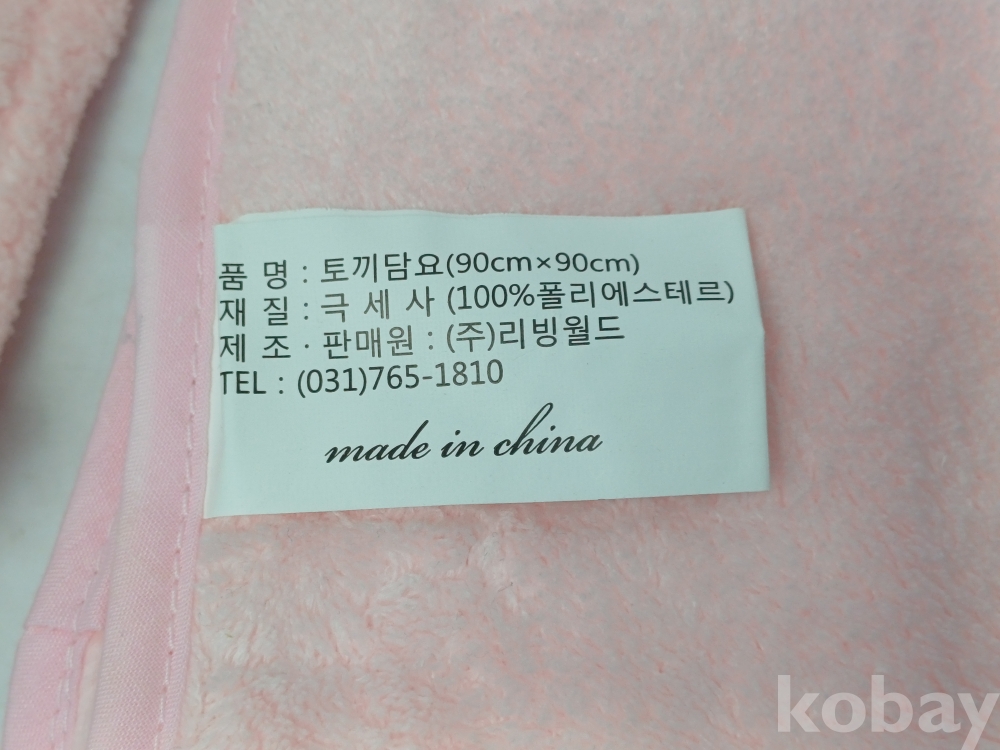 품 명 : 토끼담요(90cm×90cm)
재 질 : 극 세 사 (100%폴리에스테르)
제 조 · 판매원 : (주)리빙월드
TEL : (031)765-1810
made in china
kobay